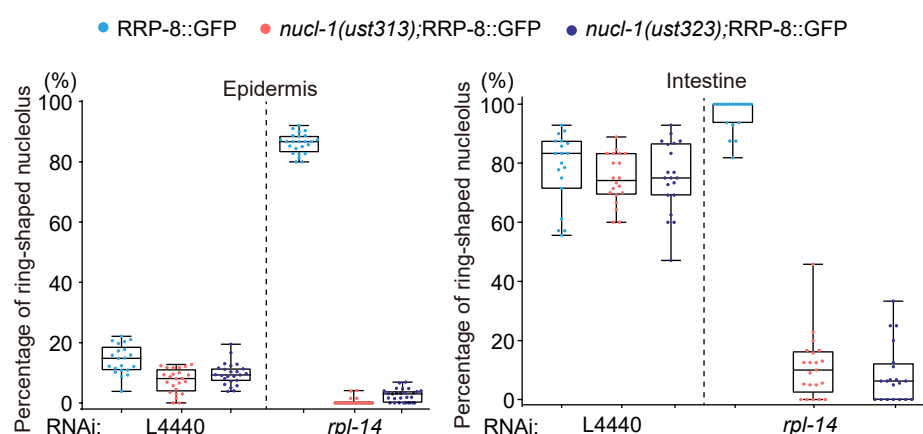 RRP-8::GFP nucl-1(ust313);RRP-8::GFP nucl-1(ust323);RRP-8::GFP
(%)
Epidermis
Percentage of ring-shaped nucleolus
100
80
60
40
20
0
RNAi: L4440 rpl-14
(%)
Intestine
Percentage of ring-shaped nucleolus
100
80
60
40
20
0
RNAi: L4440 rpl-14